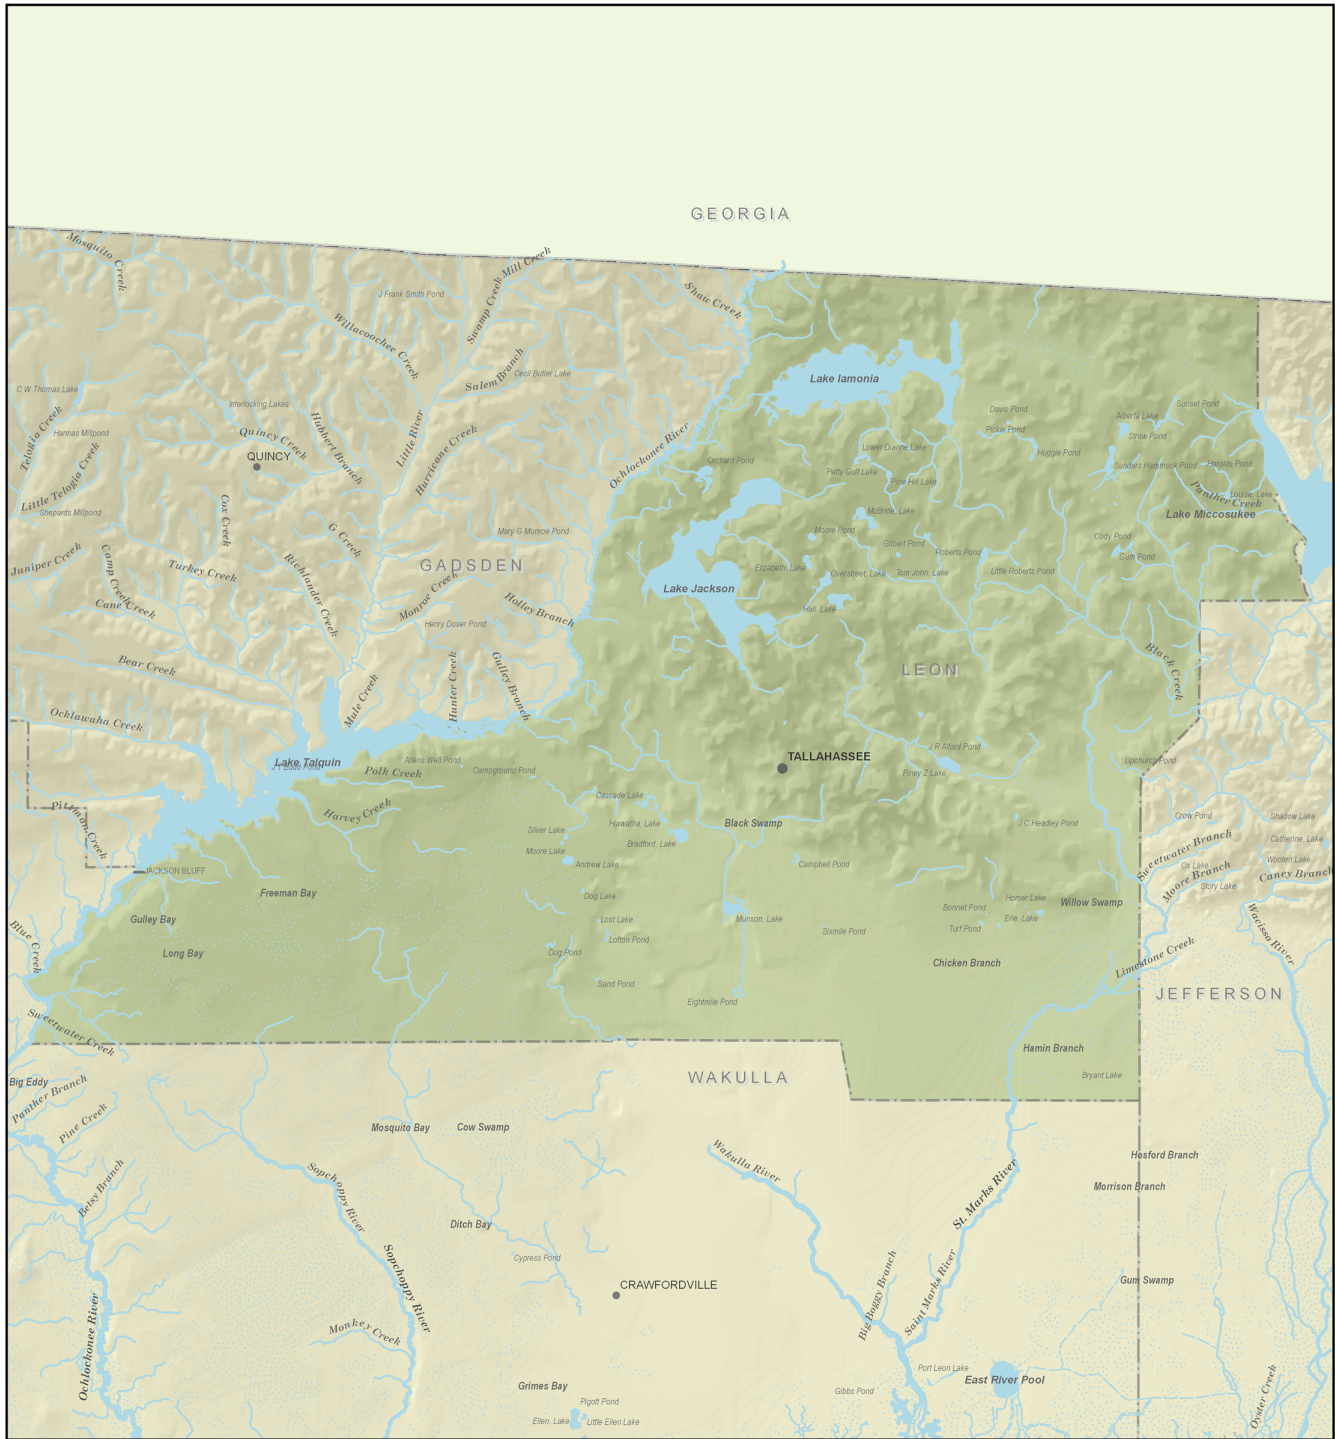 GEORGIA
Mosquito Creek
Mill Creek
Swamp Creek
Shaw Creek
J Frank Smith Pond
Willacoochee Creek
Salem Branch
Cecil Butler Lake
Lake Iamonia
C W Thomas Lake
Interlocking Lakes
Telogia Creek
Hannas Millpond
Quincy Creek
QUINCY
Hubbert Branch
Little River
Hurricane Creek
Ochlockonee River
Davis Pond
Pickle Pond
Huggle Pond
Alberta Lake
Sunset Pond
Straw Pond
Lower Dianne Lake
Orchard Pond
Petty Gulf Lake
Pine Hill Lake
Sanders Hammock Pond
Harolds Pond
Louise, Lake
Panther Creek
Lake Miccosukee
Little Telogia Creek
Shepards Millpond
Cox Creek
G Creek
Mary G Munroe Pond
McBride, Lake
Moore Pond
Gilbert Pond
Roberts Pond
Cody Pond
Gum Pond
Juniper Creek
Camp Creek
Turkey Creek
Richlander Creek
GADSDEN
Monroe Creek
Lake Jackson
Elizabeth, Lake
Overstreet, Lake
Tom John, Lake
Little Roberts Pond
Cane Creek
Henry Dover Pond
Holley Branch
Hall, Lake
Bear Creek
Mule Creek
Hunter Creek
Gulley Branch
LEON
Black Creek
Ocklawaha Creek
Lake Talquin
Polk Creek
Allens Well Pond
Campground Pond
TALLAHASSEE
J R Alford Pond
Piney Z Lake
Upchurch Pond
Pittman Creek
Harvey Creek
Cascade Lake
Hiawatha, Lake
Black Swamp
J C Headley Pond
Crow Pond
Shadow Lake
Silver Lake
Moore Lake
Bradford, Lake
Andrew Lake
Campbell Pond
Sweetwater Branch
Catherine, Lake
Wooten Lake
Ox Lake
Moore Branch
Story Lake
Caney Branch
JACKSON BLUFF
Freeman Bay
Dog Lake
Homer Lake
Willow Swamp
Bonnet Pond
Erie, Lake
Turf Pond
Gulley Bay
Lost Lake
Munson, Lake
Sixmile Pond
Wacissa River
Blue Creek
Long Bay
Lofton Pond
Dog Pond
Chicken Branch
Limestone Creek
Sand Pond
Eightmile Pond
JEFFERSON
Sweetwater Creek
Hamin Branch
Bryant Lake
Big Eddy
Panther Branch
WAKULLA
Pine Creek
Mosquito Bay
Cow Swamp
Betsy Branch
Sopchoppy River
Wakulla River
Hosford Branch
Morrison Branch
St. Marks River
Ditch Bay
Cypress Pond
Sopchoppy River
Big Boggy Branch
Saint Marks River
Gum Swamp
CRAWFORDVILLE
Ochlockonee River
Monkey Creek
Port Leon Lake
East River Pool
Grimes Bay
Gibbs Pond
Pigott Pond
Ellen, Lake
Little Ellen Lake
Oyster Creek